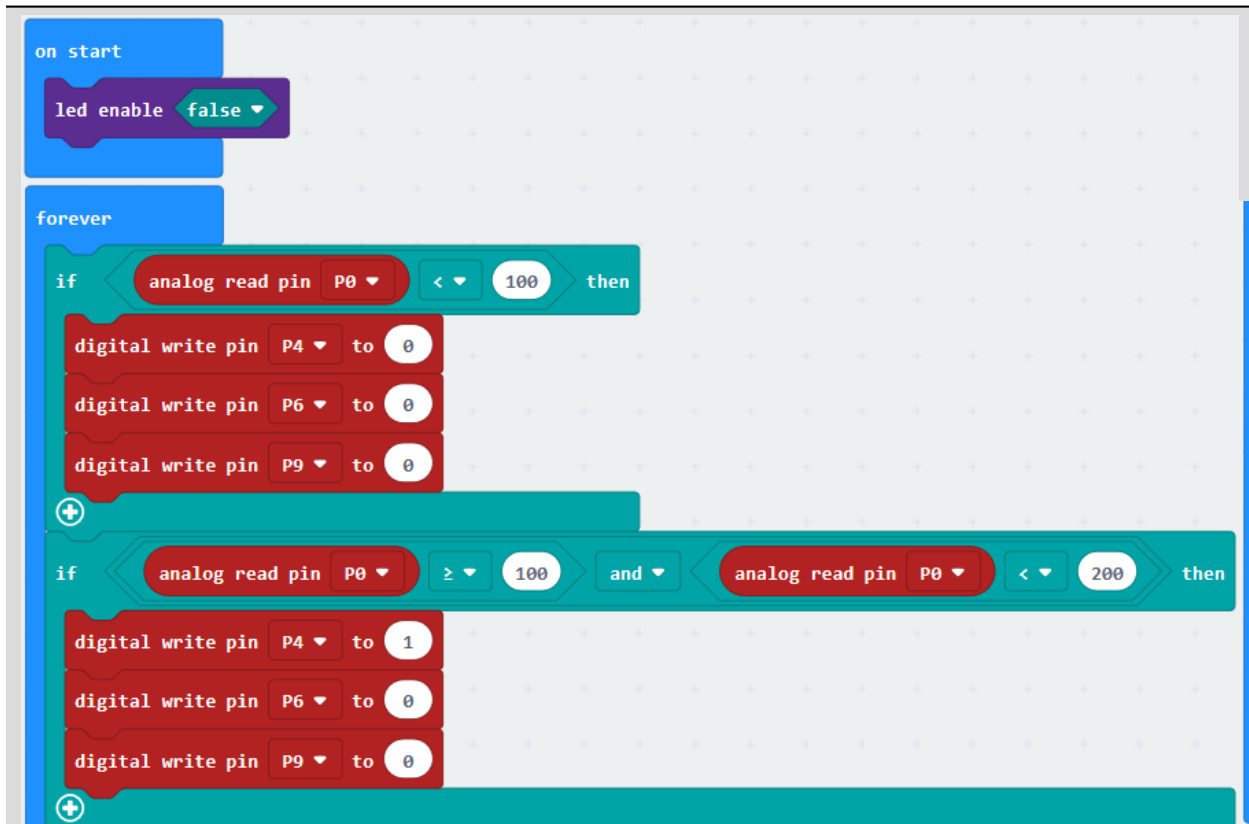 on start
led enable false
forever
if analog read pin P0 < 100 then
digital write pin P4 to 0
digital write pin P6 to 0
digital write pin P9 to 0
if analog read pin P0 ≥ 100 and analog read pin P0 < 200 then
digital write pin P4 to 1
digital write pin P6 to 0
digital write pin P9 to 0